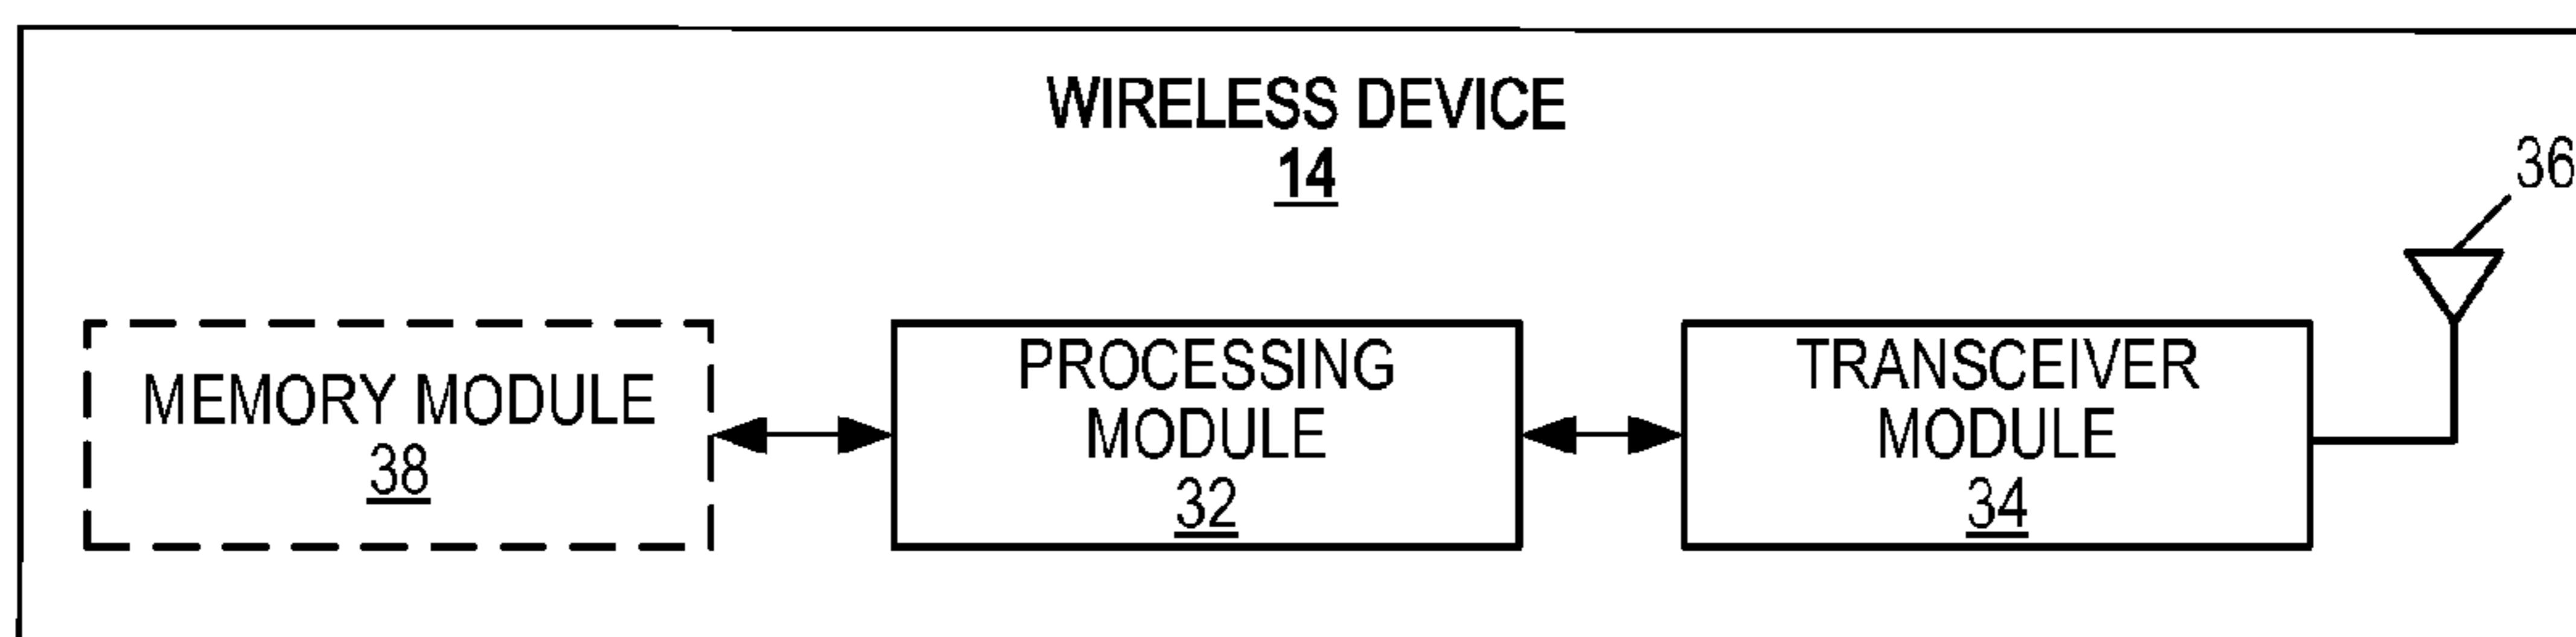 WIRELESS DEVICE
14
36
MEMORY MODULE
38
PROCESSING
MODULE
32
TRANSCEIVER
MODULE
34